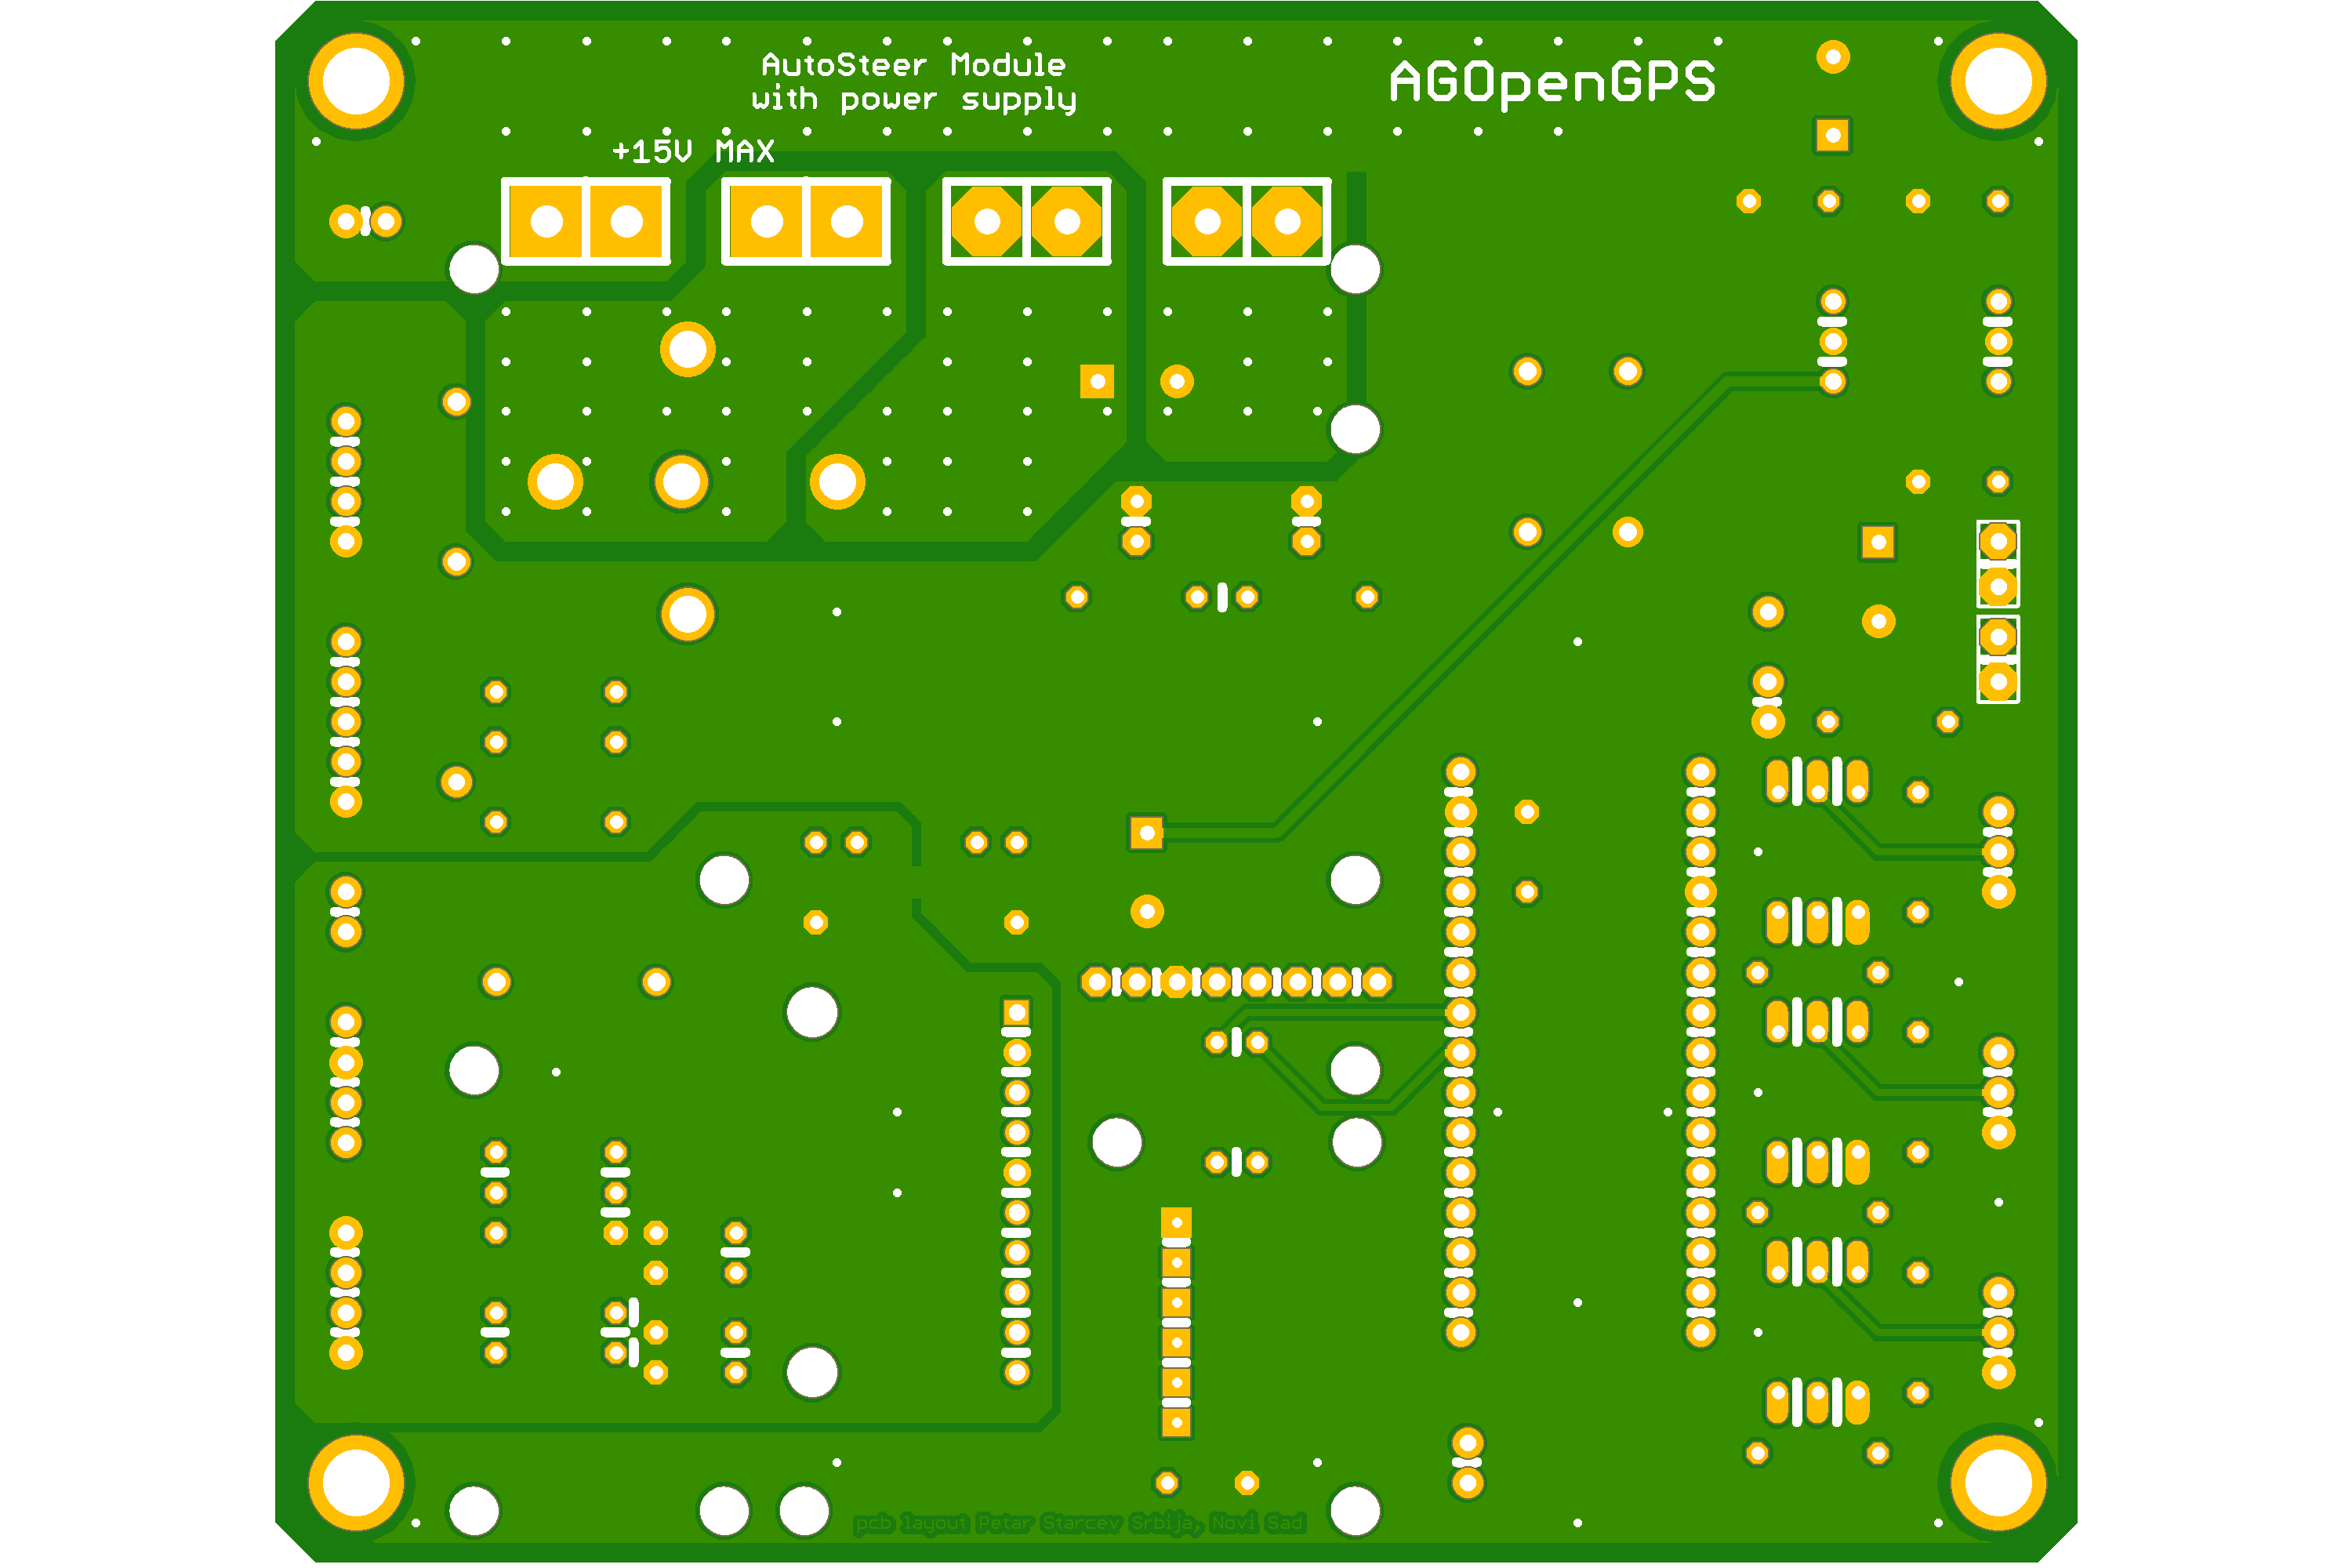 AutoSteer Module
with power supply
AGOpenGPS
+15V MAX
pcb layout Petar Starcev Srbija, Novi Sad